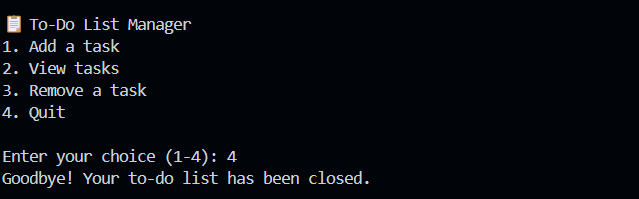 📋 To-Do List Manager
1. Add a task
2. View tasks
3. Remove a task
4. Quit
Enter your choice (1-4): 4
Goodbye! Your to-do list has been closed.